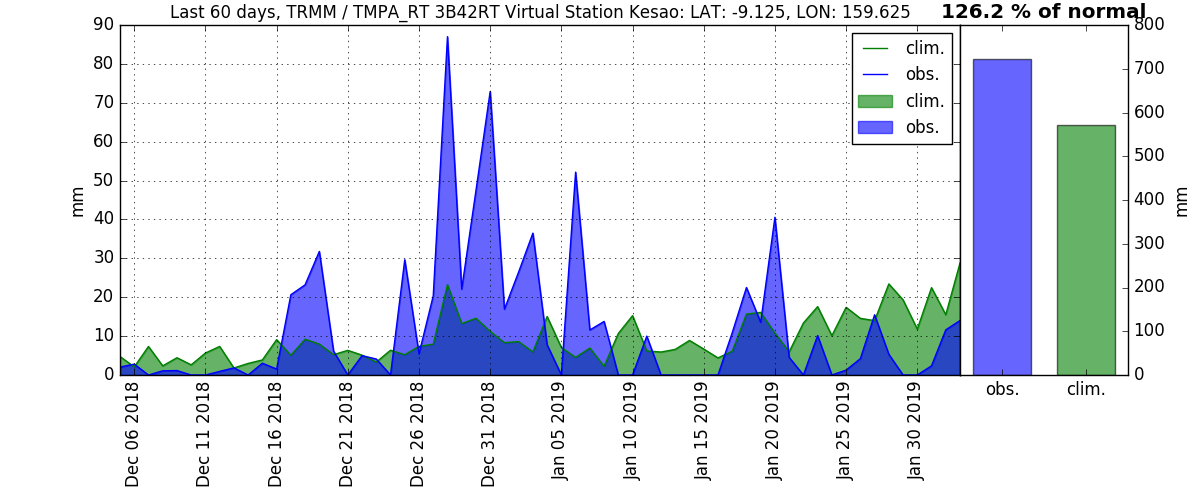 Last 60 days, TRMM / TMPA_RT 3B42RT Virtual Station Kesao: LAT: -9.125, LON: 159.625
126.2 % of normal
90
80
70
60
50
40
30
20
10
0
mm
clim.
obs.
clim.
obs.
Dec 06 2018
Dec 11 2018
Dec 16 2018
Dec 21 2018
Dec 26 2018
Dec 31 2018
Jan 05 2019
Jan 10 2019
Jan 15 2019
Jan 20 2019
Jan 25 2019
Jan 30 2019
800
700
600
500
400
300
200
100
0
mm
obs.
clim.